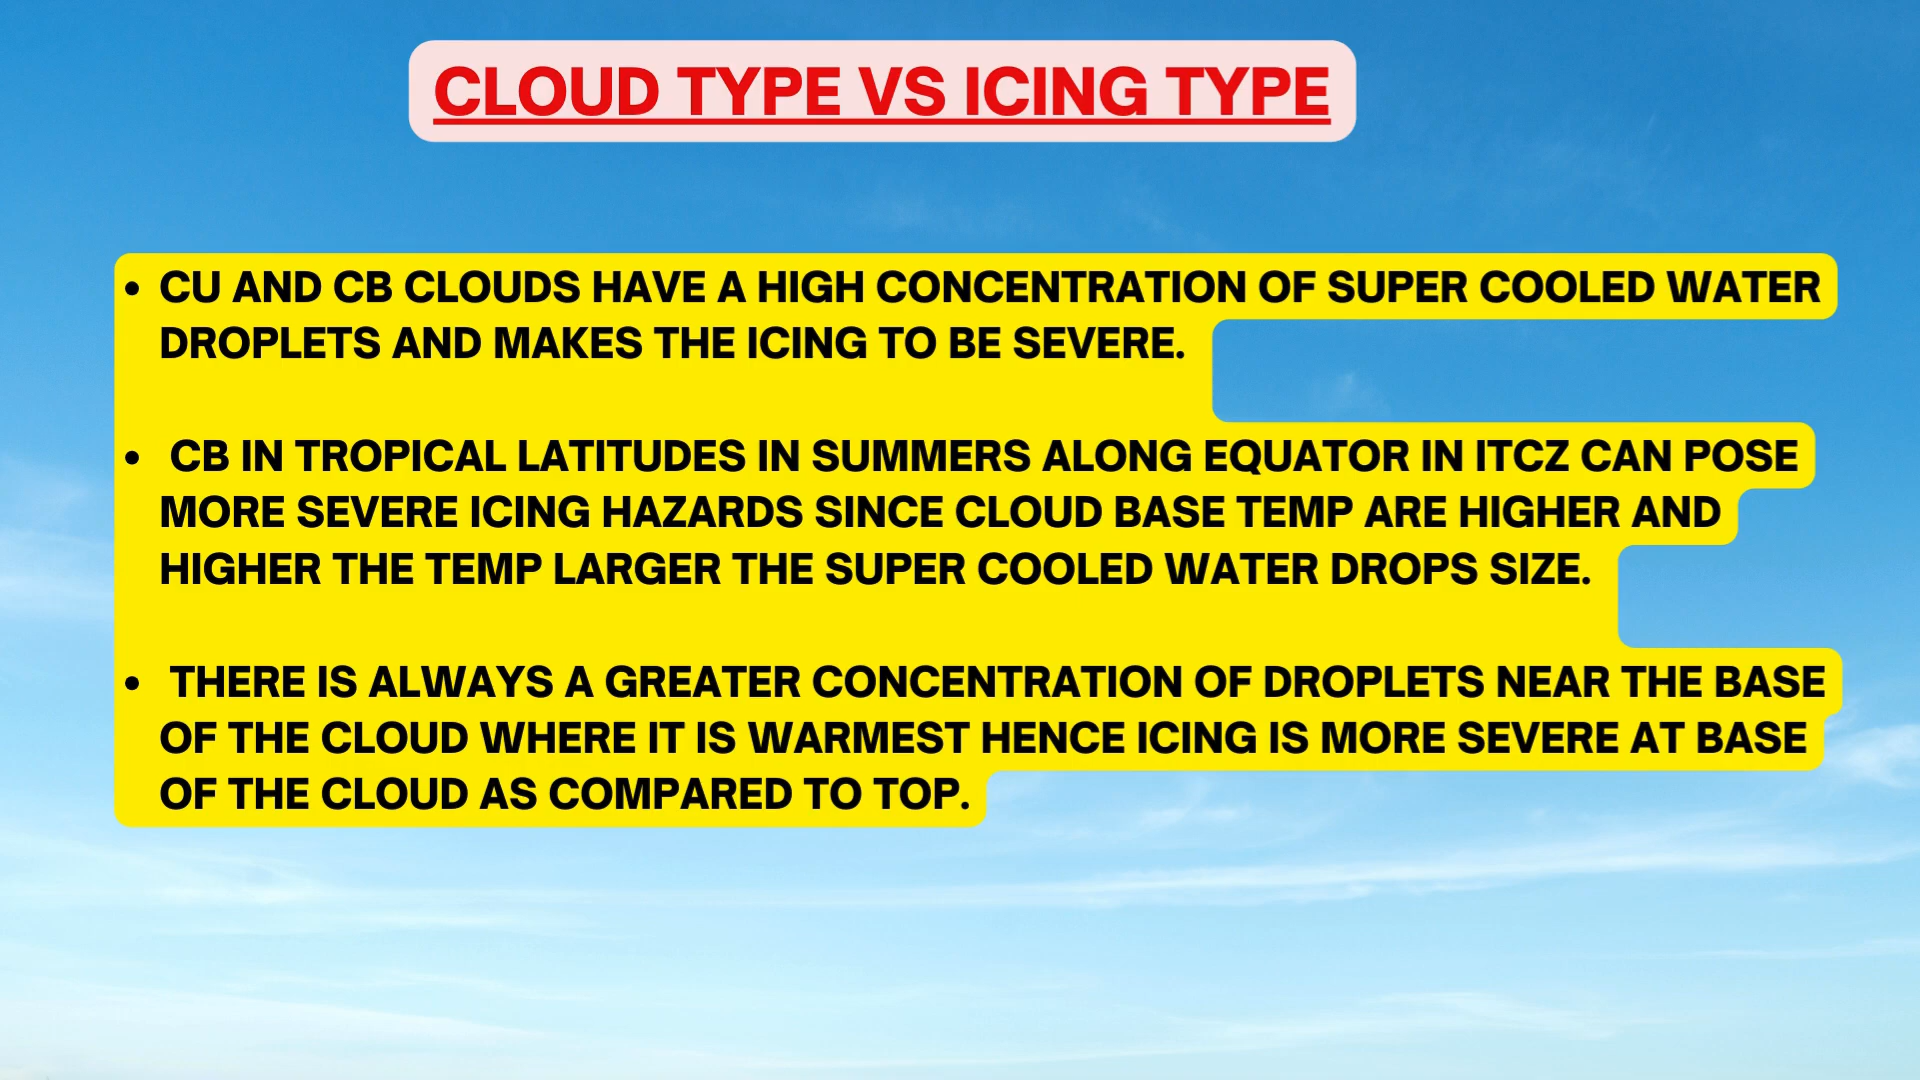 CLOUD TYPE VS ICING TYPE
• CU AND CB CLOUDS HAVE A HIGH CONCENTRATION OF SUPER COOLED WATER
DROPLETS AND MAKES THE ICING TO BE SEVERE.
• CB IN TROPICAL LATITUDES IN SUMMERS ALONG EQUATOR IN ITCZ CAN POSE
MORE SEVERE ICING HAZARDS SINCE CLOUD BASE TEMP ARE HIGHER AND
HIGHER THE TEMP LARGER THE SUPER COOLED WATER DROPS SIZE.
• THERE IS ALWAYS A GREATER CONCENTRATION OF DROPLETS NEAR THE BASE
OF THE CLOUD WHERE IT IS WARMEST HENCE ICING IS MORE SEVERE AT BASE
OF THE CLOUD AS COMPARED TO TOP.